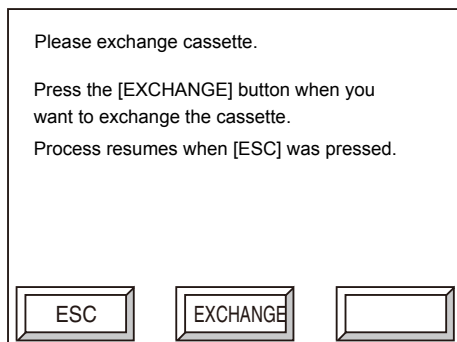 Please exchange cassette.
Press the [EXCHANGE] button when you
want to exchange the cassette.
Process resumes when [ESC] was pressed.
ESC
EXCHANGE